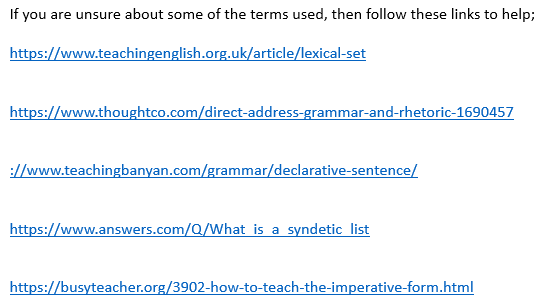 If you are unsure about some of the terms used, then follow these links to help;
https://www.teachingenglish.org.uk/article/lexical-set
https://www.thoughtco.com/direct-address-grammar-and-rhetoric-1690457
://www.teachingbanyan.com/grammar/declarative-sentence/
https://www.answers.com/Q/What_is_a_syndetic_list
https://busyteacher.org/3902-how-to-teach-the-imperative-form.html